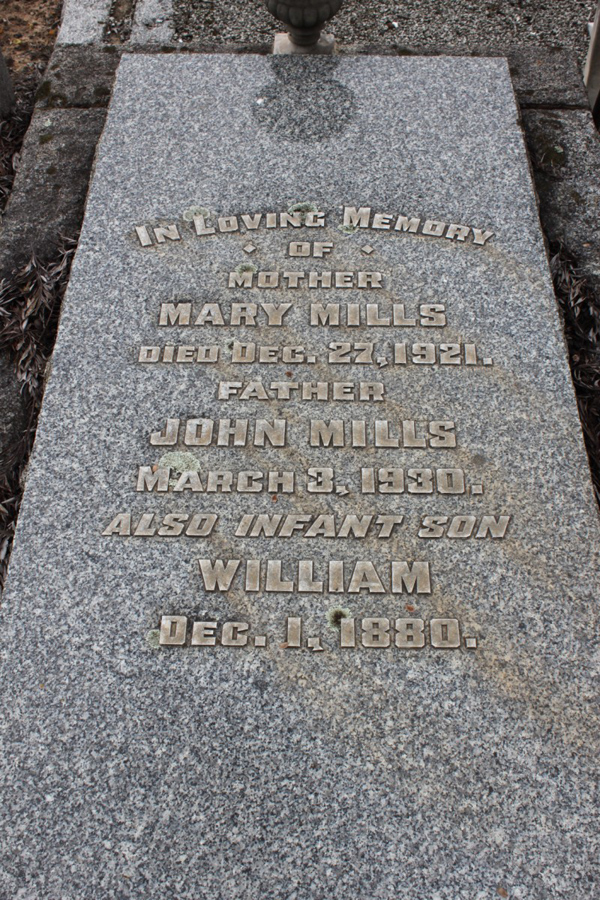 In Loving Memory
of
Mother
Mary Mills
died Dec. 27, 1921.
Father
John Mills
March 3, 1930.
Also Infant Son
William
Dec. 1, 1880.